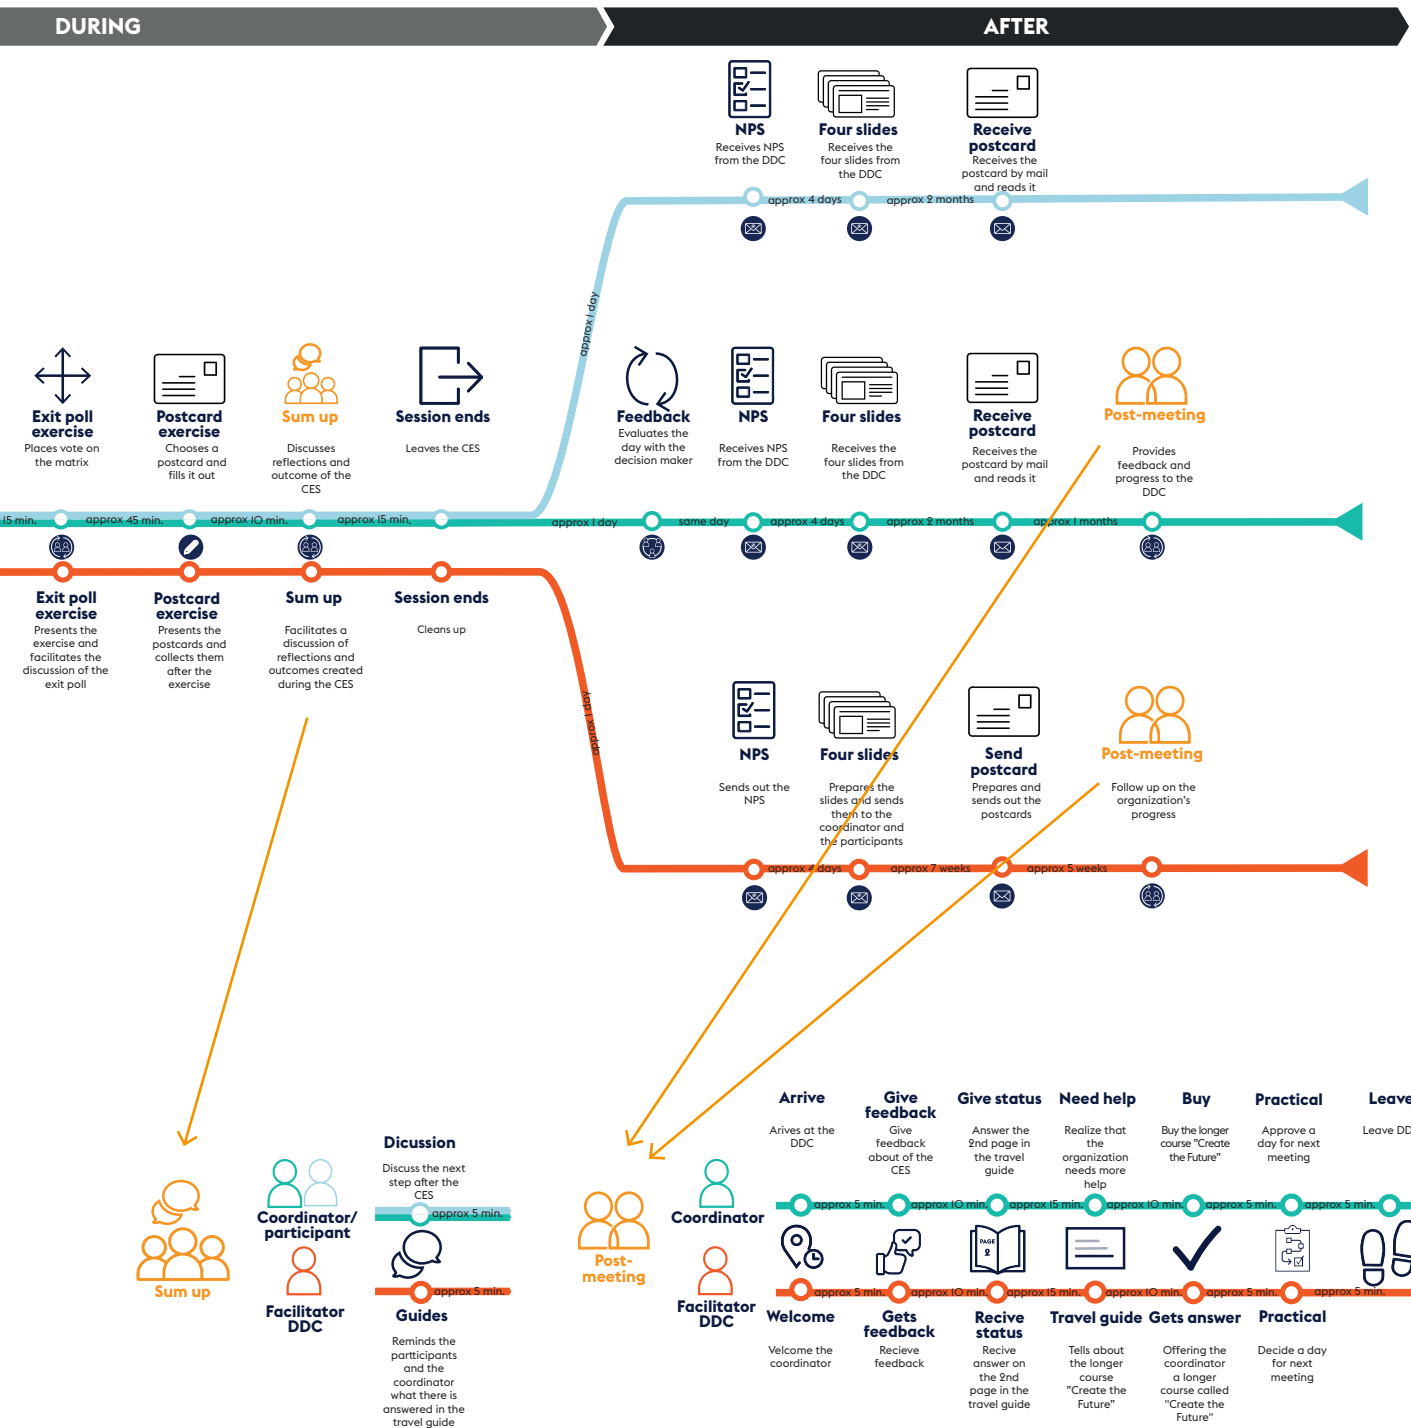 DURING
AFTER
NPS
Receives NPS
from the DDC
Four slides
Receives the
four slides from
the DDC
Receive
postcard
Receives the
postcard by mail
and reads it
approx 4 days
approx 2 months
approx 1 day
Exit poll
exercise
Places vote on
the matrix
Postcard
exercise
Chooses a
postcard and
fills it out
Sum up
Discusses
reflections and
outcome of the
CES
Session ends
Leaves the CES
Feedback
Evaluates the
day with the
decision maker
NPS
Receives NPS
from the DDC
Four slides
Receives the
four slides from
the DDC
Receive
postcard
Receives the
postcard by mail
and reads it
Post-meeting
Provides
feedback and
progress to the
DDC
15 min.
approx 45 min.
approx 10 min.
approx 15 min.
approx 1 day
same day
approx 4 days
approx 2 months
approx 1 months
Exit poll
exercise
Presents the
exercise and
facilitates the
discussion of the
exit poll
Postcard
exercise
Presents the
postcards and
collects them
after the
exercise
Sum up
Facilitates a
discussion of
reflections and
outcomes created
during the CES
Session ends
Cleans up
approx 1 day
NPS
Sends out the
NPS
Four slides
Prepares the
slides and sends
them to the
coordinator and
the participants
Send
postcard
Prepares and
sends out the
postcards
Post-meeting
Follow up on the
organization's
progress
approx 4 days
approx 7 weeks
approx 5 weeks
Sum up
Coordinator/
participant
Facilitator
DDC
Dicussion
Discuss the next
step after the
CES
approx 5 min.
approx 5 min.
Guides
Reminds the
partticipants
and the
coordinator
what there is
answered in the
travel guide
Post-
meeting
Coordinator
Facilitator
DDC
Arrive
Arives at the
DDC
Give
feedback
Give
feedback
about of the
CES
Give status
Answer the
2nd page in
the travel
guide
Need help
Realize that
the
organization
needs more
help
Buy
Buy the longer
course "Create
the Future"
Practical
Approve a
day for next
meeting
Leave
Leave DD
approx 5 min.
approx 10 min.
approx 15 min.
approx 10 min.
approx 5 min.
approx 5 min.
PAGE
2
approx 5 min.
approx 10 min.
approx 15 min.
approx 10 min.
approx 5 min.
approx 5 min.
Welcome
Velcome the
coordinator
Gets
feedback
Recieve
feedback
Recive
status
Recive
answer on
the 2nd
page in the
travel guide
Travel guide
Tells about
the longer
course
"Create the
Future"
Gets answer
Offering the
coordinator
a longer
course called
"Create the
Future"
Practical
Decide a day
for next
meeting